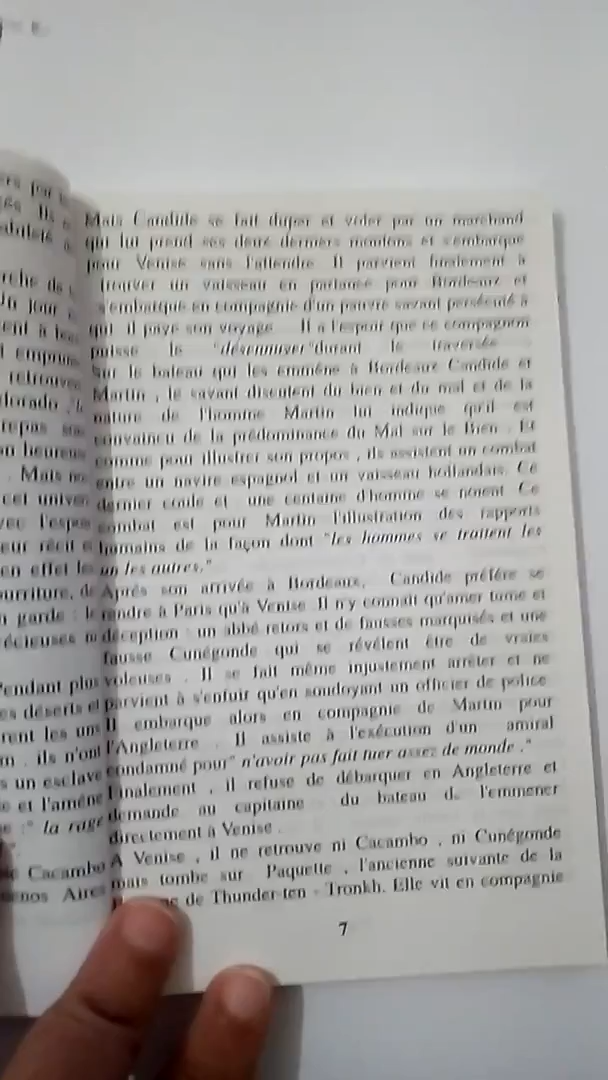 Mais Candide se fait duper et voler par un marchand
qui lui prend ses deux derniers moutons et s'embarque
pour Venise sans l'attendre. Il parvient finalement à
trouver un vaisseau en partance pour Bordeaux et
s'embarque en compagnie d'un pauvre savant persécuté à
qui il paye son voyage. Il a l'espoir que ce compagnon
puisse le "désennuyer" durant le traversée
Sur le bateau qui les emmène à Bordeaux Candide et
Martin , le savant discutent du bien et du mal et de la
nature de l'homme Martin lui indique qu'il est
convaincu de la prédominance du Mal sur le Bien . Et
comme pour illustrer son propos , ils assistent un combat
entre un navire espagnol et un vaisseau hollandais. Ce
dernier coule et une centaine d'homme se noient Ce
combat est pour Martin l'illustration des rapports
humains de la façon dont "les hommes se traitent les
un les autres."
Après son arrivée à Bordeaux, Candide préfère se
rendre à Paris qu'à Venise .Il n'y connaît qu'amer tume et
déception : un abbé retors et de fausses marquises et une
fausse Cunégonde qui se révèlent être de vraies
voleuses . Il se fait même injustement arrêter et ne
parvient à s'enfuir qu'en soudoyant un officier de police
Il embarque alors en compagnie de Martin pour
l'Angleterre . Il assiste à l'exécution d'un amiral
condamné pour" n'avoir pas fait tuer assez de monde ."
Finalement , il refuse de débarquer en Angleterre et
demande au capitaine du bateau de l'emmener
directement à Venise .
A Venise , il ne retrouve ni Cacambo , ni Cunégonde
mais tombe sur Paquette , l'ancienne suivante de la
de Thunder-ten - Tronkh. Elle vit en compagnie
7